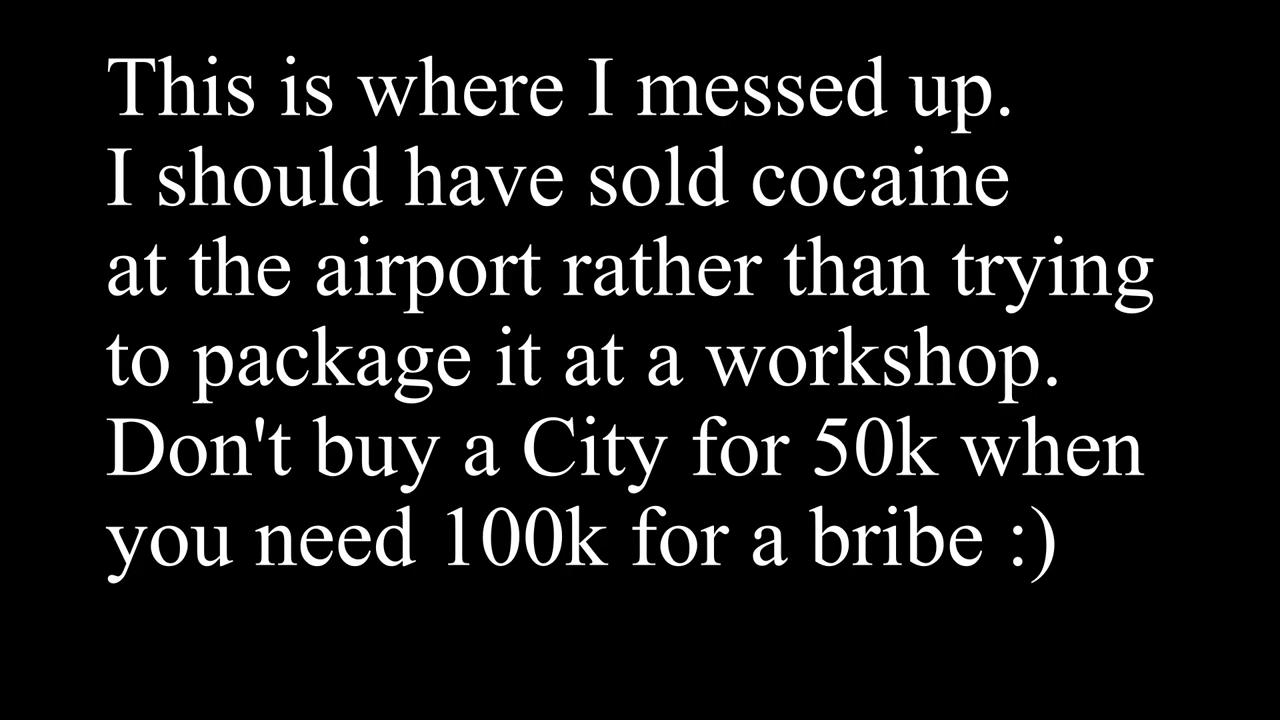 This is where I messed up.
I should have sold cocaine
at the airport rather than trying
to package it at a workshop.
Don't buy a City for 50k when
you need 100k for a bribe :)